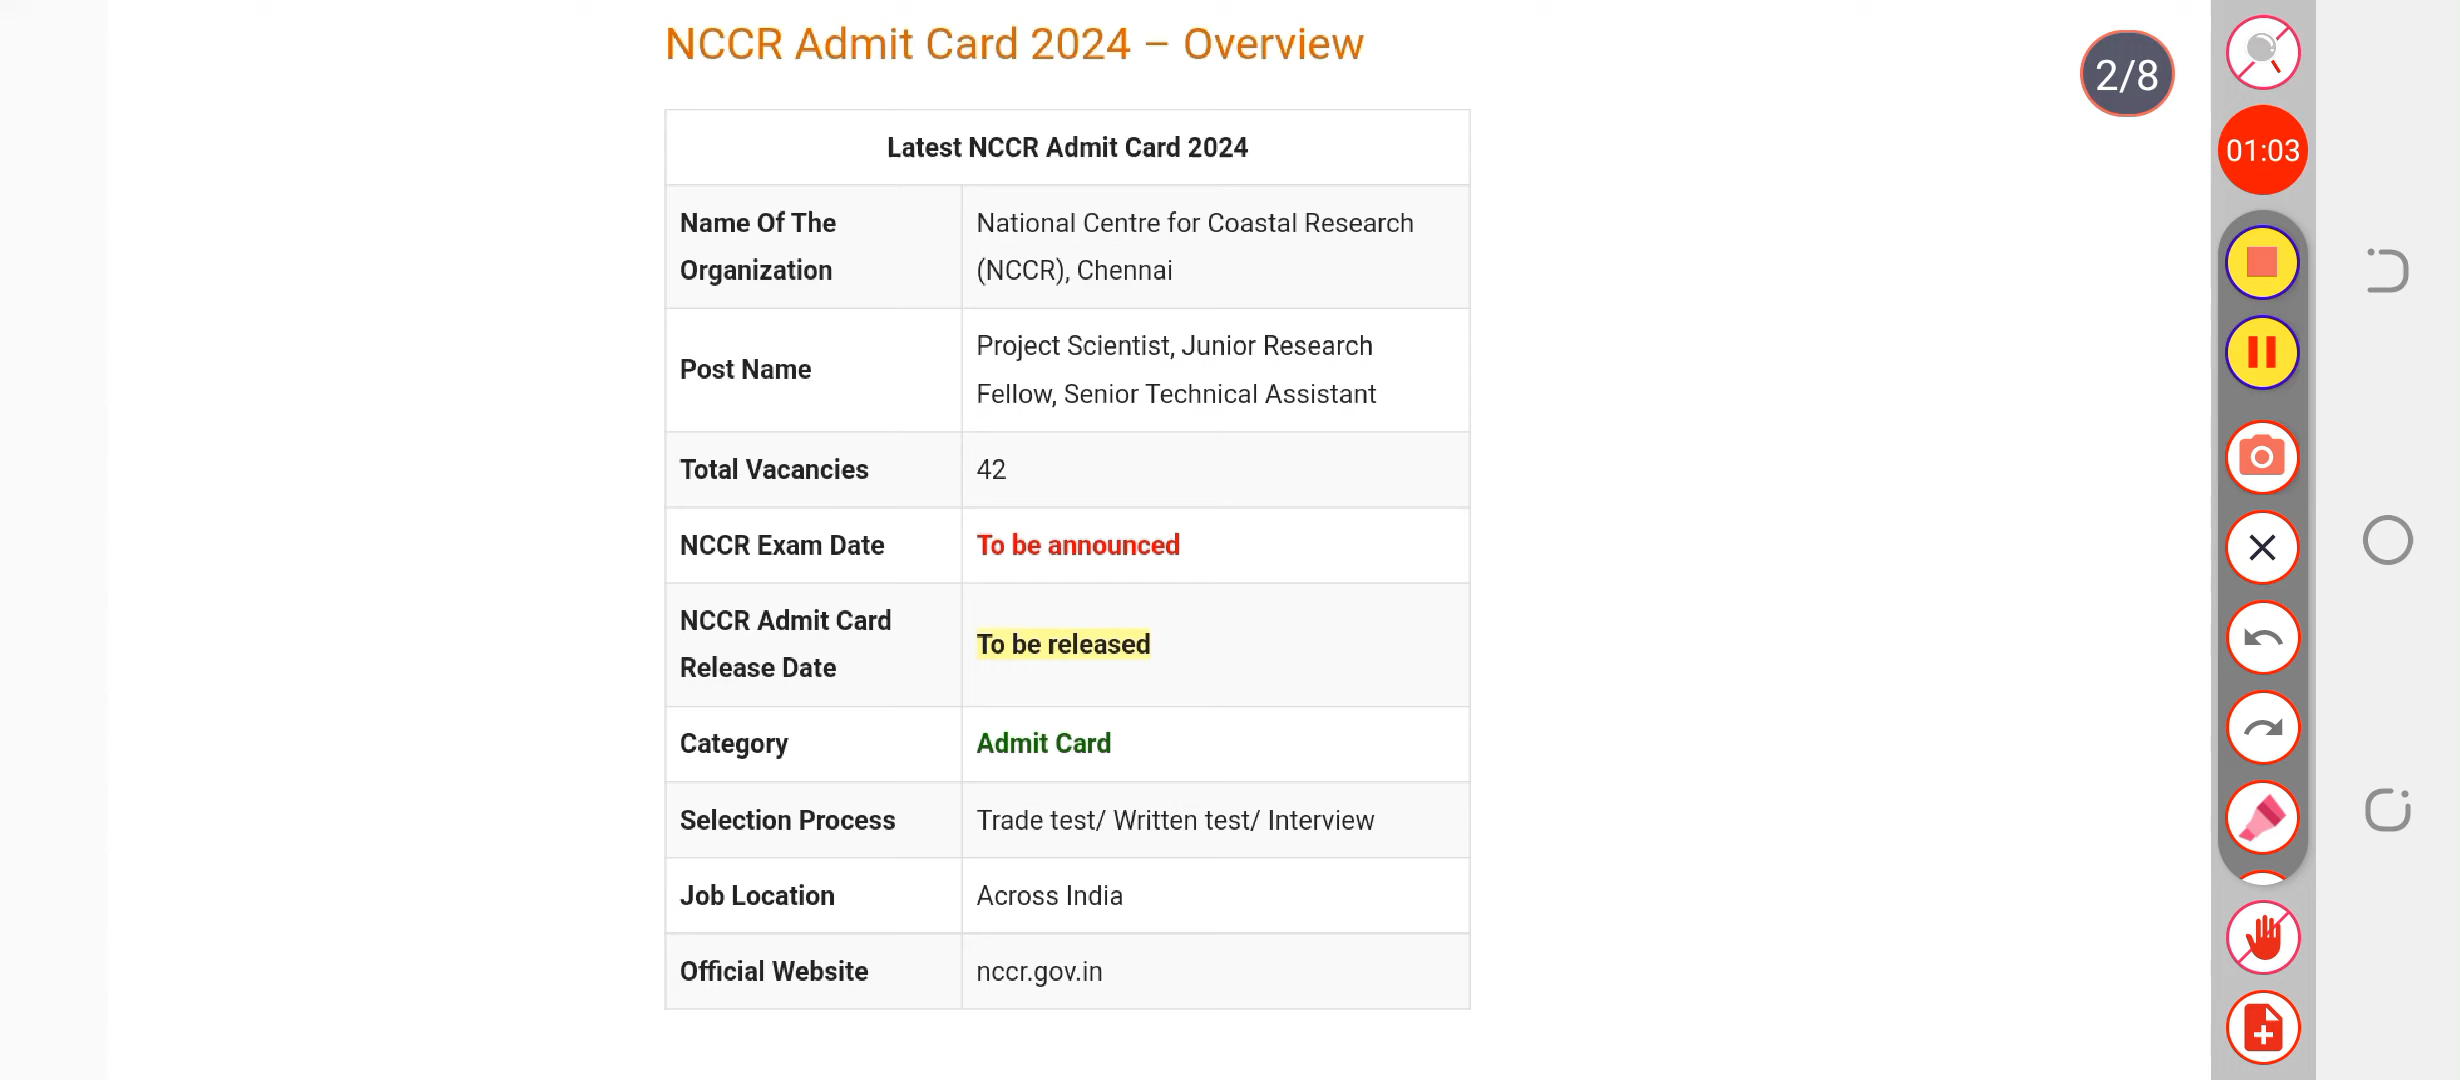 NCCR Admit Card 2024 – Overview
2/8
01:03
Latest NCCR Admit Card 2024
Name Of The
Organization
National Centre for Coastal Research
(NCCR), Chennai
Post Name
Project Scientist, Junior Research
Fellow, Senior Technical Assistant
Total Vacancies
42
NCCR Exam Date
To be announced
NCCR Admit Card
Release Date
To be released
Category
Admit Card
Selection Process
Trade test/ Written test/ Interview
Job Location
Across India
Official Website
nccr.gov.in